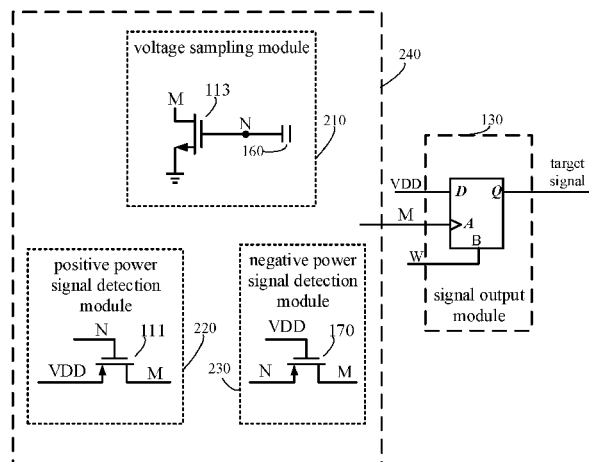 voltage sampling module
M
113
N
160
210
240
130
VDD
D
Q
target
signal
M
A
B
W
signal output
module
positive power
signal detection
module
N
111
220
VDD
M
negative power
signal detection
module
VDD
170
230
N
M